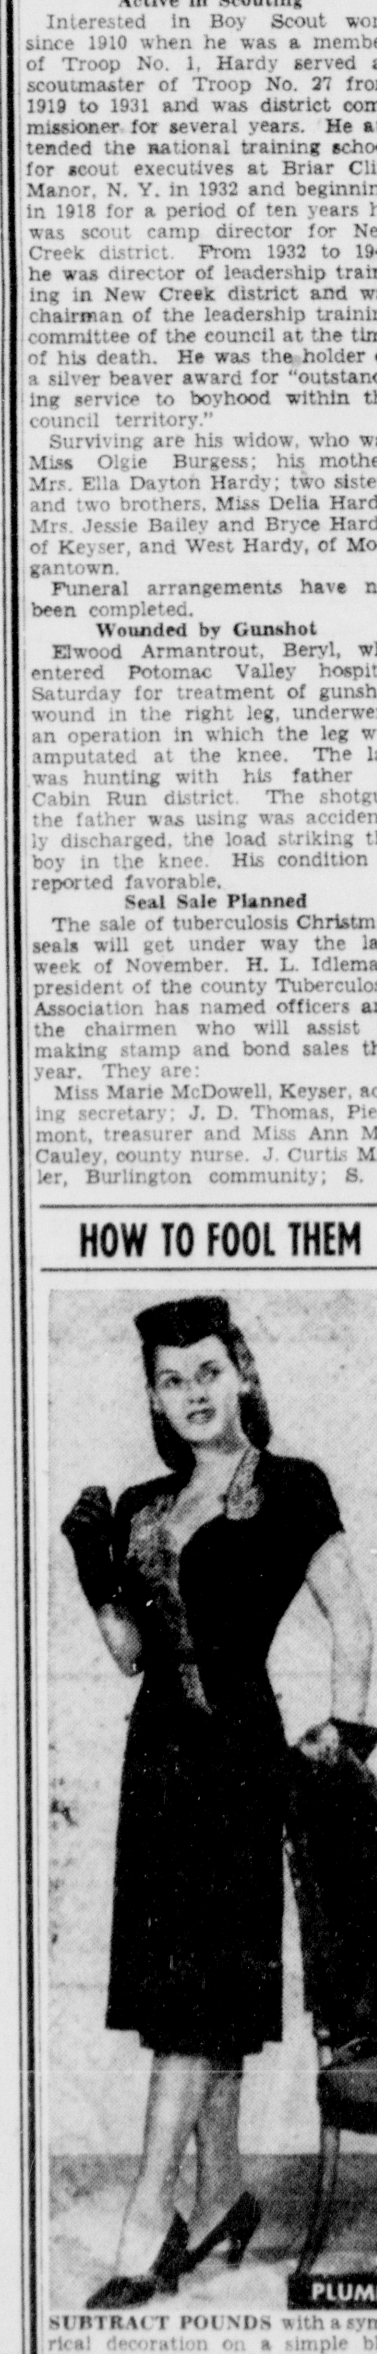 Active in Scouting
Interested in Boy Scout wor
since 1910 when he was a memb
of Troop No. 1, Hardy served a
scoutmaster of Troop No. 27 fro
1919 to 1931 and was district com
missioner for several years. He a
tended the national training scho
for scout executives at Briar Cli
Manor, N. Y. in 1932 and beginnin
in 1918 for a period of ten years h
was scout camp director for Ne
Creek district. From 1932 to 19
he was director of leadership train
ing in New Creek district and w
chairman of the leadership trainin
committee of the council at the tim
of his death. He was the holder
a silver beaver award for "outstand
ing service to boyhood within th
council territory."
Surviving are his widow, who w
Miss Olgie Burgess; his mothe
Mrs. Ella Dayton Hardy; two siste
and two brothers, Miss Delia Hard
Mrs. Jessie Bailey and Bryce Hard
of Keyser, and West Hardy, of Mo
gantown.
Funeral arrangements have n
been completed.
Wounded by Gunshot
Elwood Armantrout, Beryl, wh
entered Potomac Valley hospit
Saturday for treatment of gunsh
wound in the right leg, underwe
an operation in which the leg w
amputated at the knee. The la
was hunting with his father
Cabin Run district. The shotgu
the father was using was acciden
ly discharged, the load striking th
boy in the knee. His condition
reported favorable.
Seal Sale Planned
The sale of tuberculosis Christm
seals will get under way the la
week of November. H. L. Idlema
president of the county Tuberculos
Association has named officers an
the chairmen who will assist
making stamp and bond sales th
year. They are:
Miss Marie McDowell, Keyser, ac
ing secretary; J. D. Thomas, Pie
mont, treasurer and Miss Ann M
Cauley, county nurse. J. Curtis M
ler, Burlington community; S.
HOW TO FOOL THEM
PLUM
SUBTRACT POUNDS with a sym
rical decoration on a simple bl